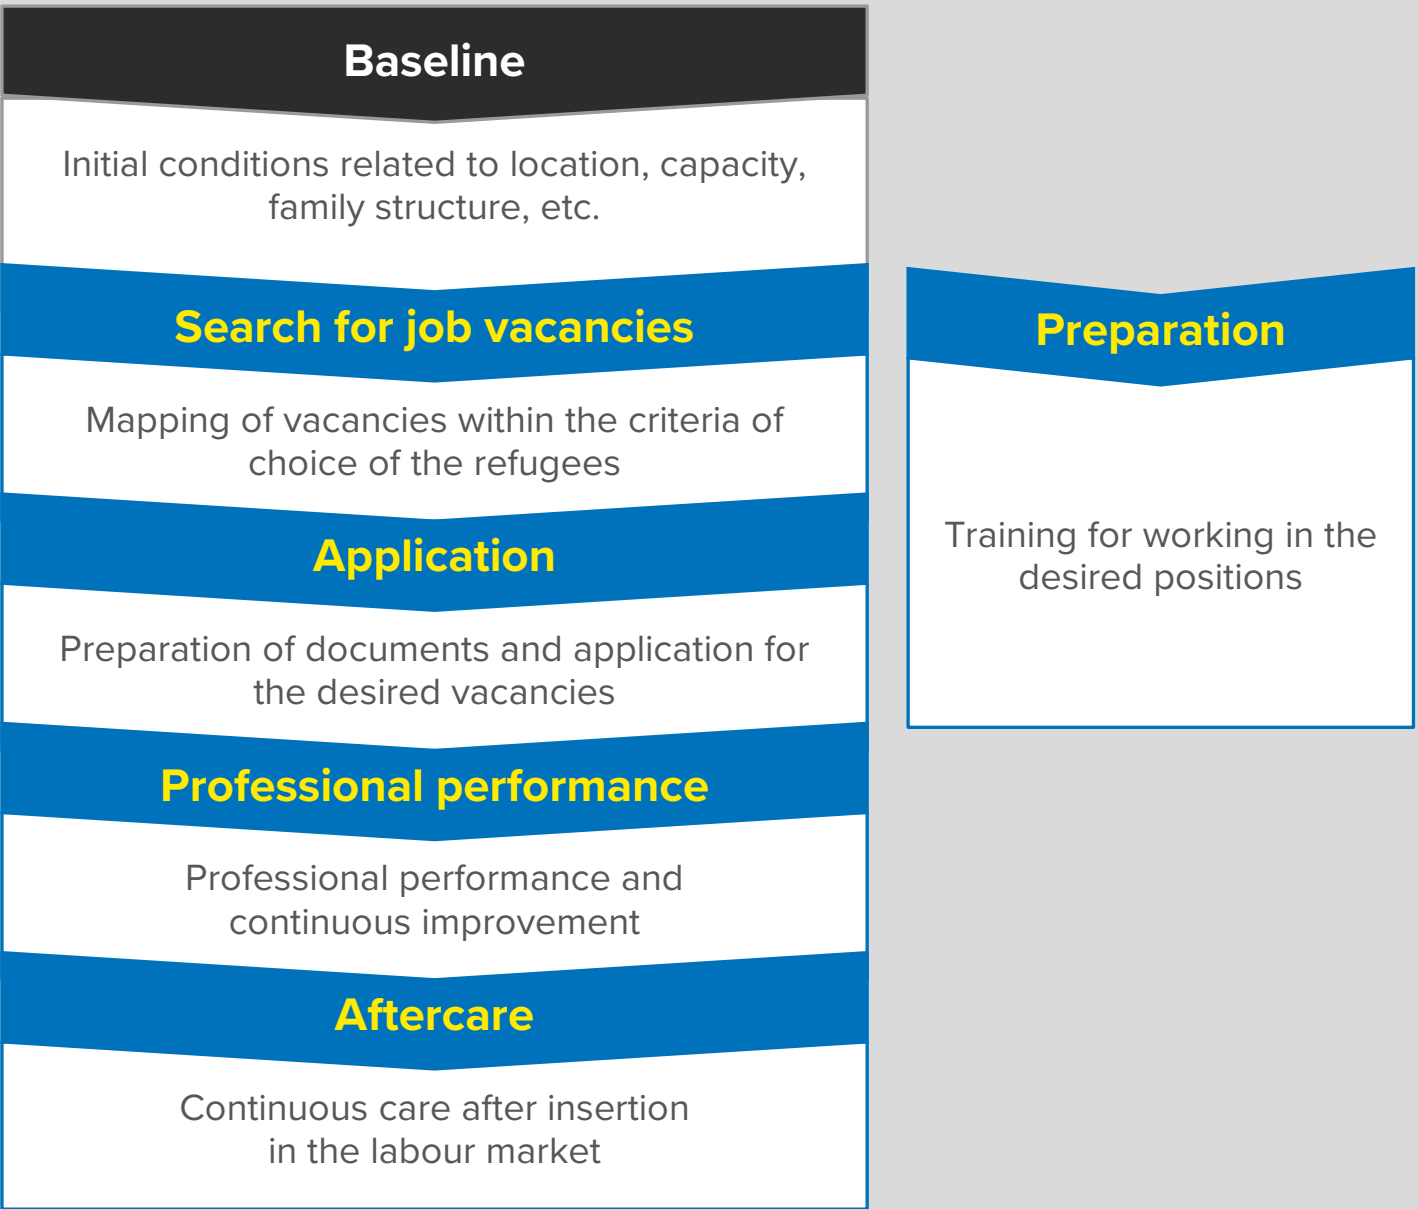 Baseline
Initial conditions related to location, capacity,
family structure, etc.
Search for job vacancies
Mapping of vacancies within the criteria of
choice of the refugees
Application
Preparation of documents and application for
the desired vacancies
Professional performance
Professional performance and
continuous improvement
Aftercare
Continuous care after insertion
in the labour market
Preparation
Training for working in the
desired positions